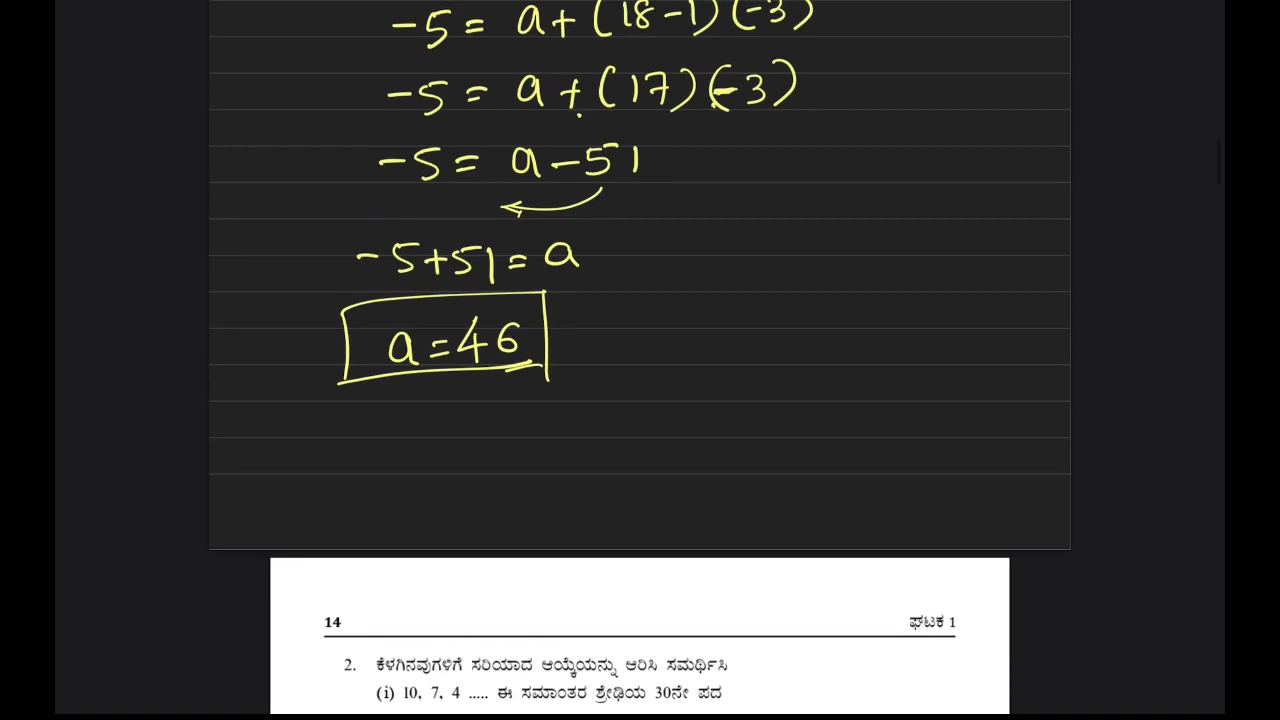 -5 = a + (18-1)(-3)
-5 = a + (17)(-3)
-5 = a - 51
-5+51 = a
a = 46
14 ಘಟಕ 1
2. ಕೆಳಗಿನವುಗಳಿಗೆ ಸರಿಯಾದ ಆಯ್ಕೆಯನ್ನು ಆರಿಸಿ ಸಮರ್ಥಿಸಿ
(i) 10, 7, 4 ..... ಈ ಸಮಾಂತರ ಶ್ರೇಢಿಯ 30ನೇ ಪದ